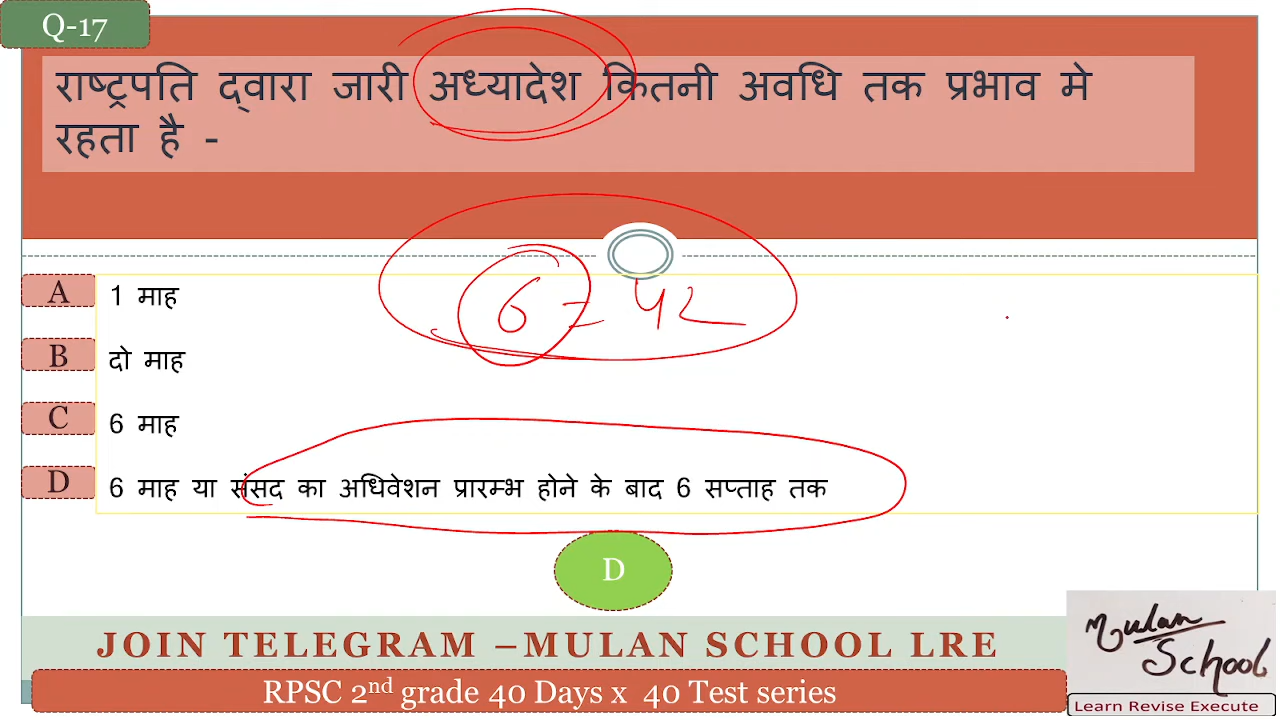 Q-17
राष्ट्रपति द्वारा जारी अध्यादेश कितनी अवधि तक प्रभाव मे
रहता है -
6 = 42
A 1 माह
B दो माह
C 6 माह
D 6 माह या संसद का अधिवेशन प्रारम्भ होने के बाद 6 सप्ताह तक
D
JOIN TELEGRAM –MULAN SCHOOL LRE
RPSC 2nd grade 40 Days x 40 Test series
Mulan
School
Learn Revise Execute